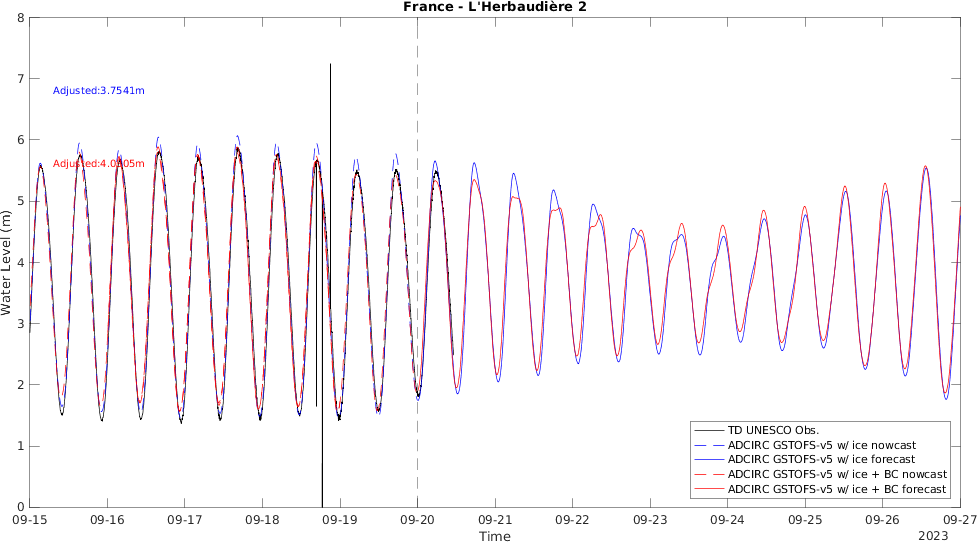 France - L'Herbaudière 2
8
7
6
5
4
3
2
1
0
Water Level (m)
Adjusted:3.7541m
Adjusted:4.0305m
TD UNESCO Obs.
ADCIRC GSTOFS-v5 w/ ice nowcast
ADCIRC GSTOFS-v5 w/ ice forecast
ADCIRC GSTOFS-v5 w/ ice + BC nowcast
ADCIRC GSTOFS-v5 w/ ice + BC forecast
09-15 09-16 09-17 09-18 09-19 09-20 09-21 09-22 09-23 09-24 09-25 09-26 09-27
Time
2023